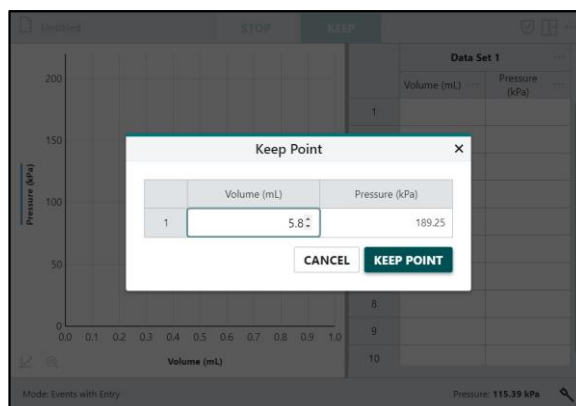 Untitled
STOP
KEEP
Data Set 1
Volume (mL)
Pressure
(kPa)
1
8
9
10
Pressure (kPa)
200
150
100
50
0
0.0 0.1 0.2 0.3 0.4 0.5 0.6 0.7 0.8 0.9 1.0
Volume (mL)
Keep Point
Volume (mL) Pressure (kPa)
1 5.8 189.25
CANCEL KEEP POINT
Mode: Events with Entry
Pressure: 115.39 kPa